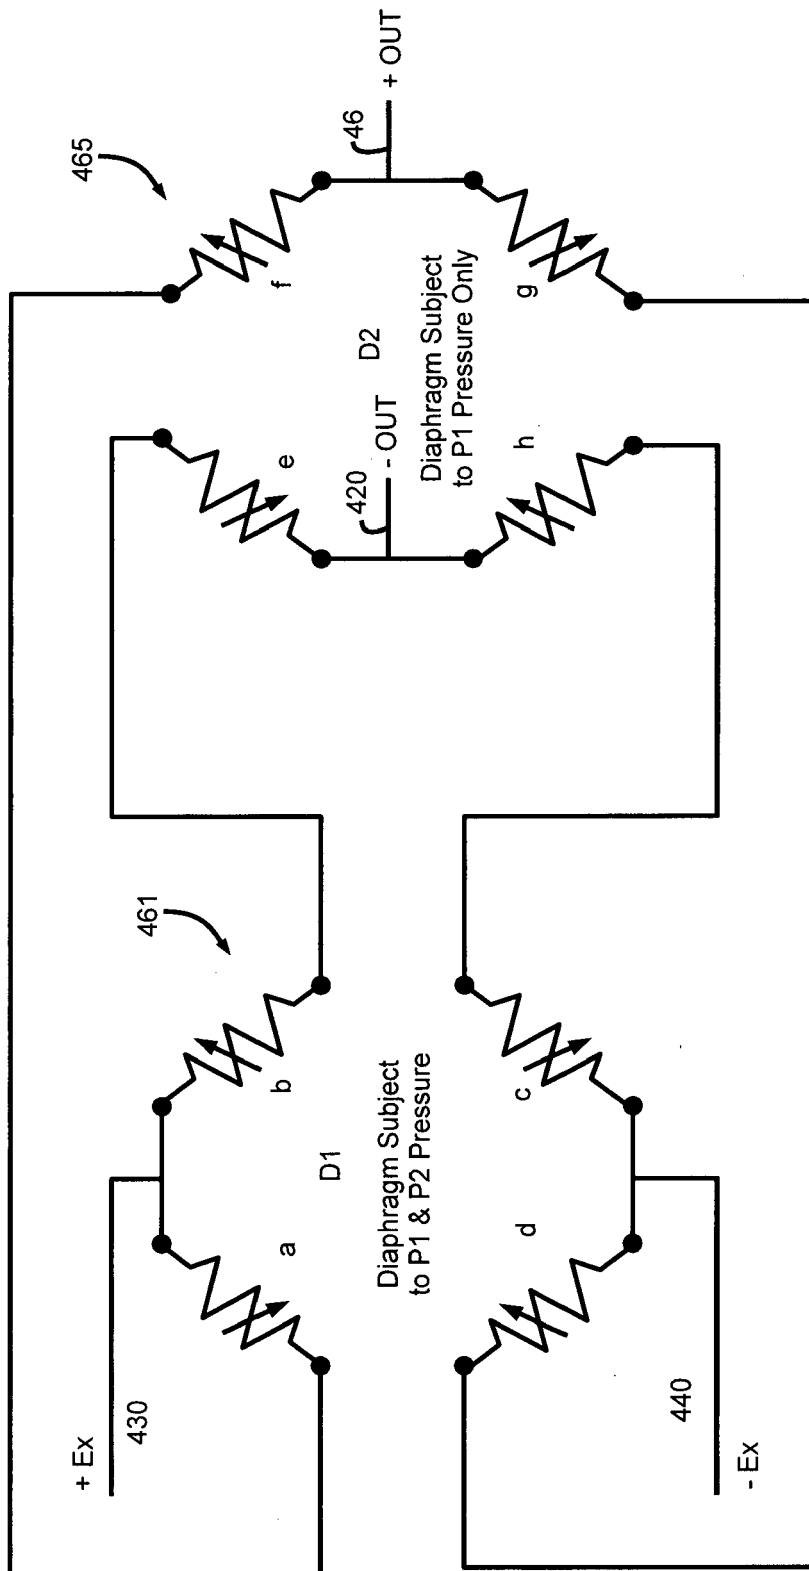 + Ex
430
a
b
461
D1
Diaphragm Subject
to P1 & P2 Pressure
d
c
440
- Ex
e
f
465
420
- OUT
D2
46
+ OUT
Diaphragm Subject
to P1 Pressure Only
h
g